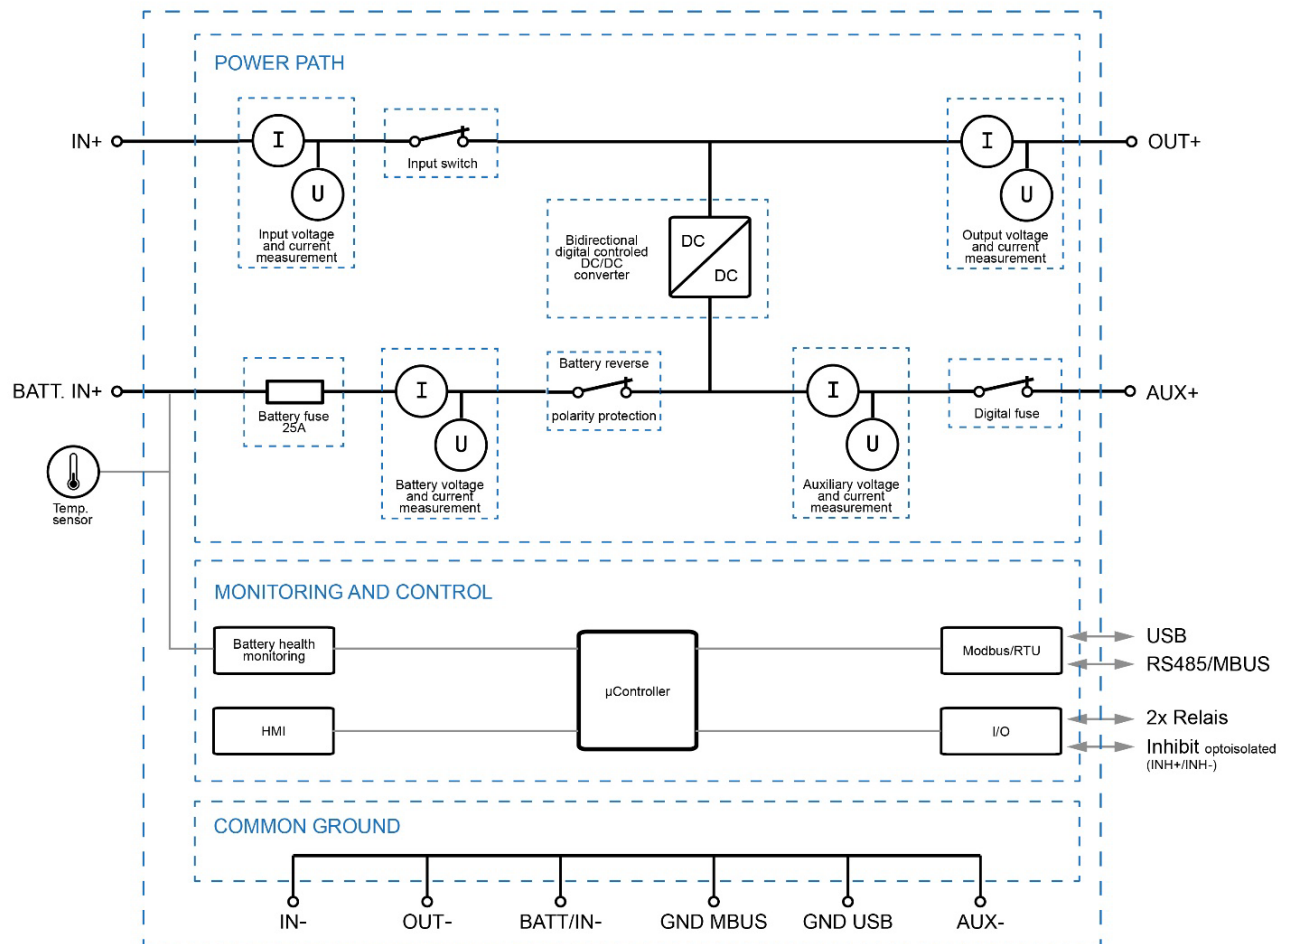 POWER PATH
IN+
I
U
Input voltage
and current
measurement
Input switch
I
U
Output voltage
and current
measurement
OUT+
Bidirectional
digital controled
DC/DC
converter
DC
DC
BATT. IN+
Battery fuse
25A
I
U
Battery voltage
and current
measurement
Battery reverse
polarity protection
I
U
Auxiliary voltage
and current
measurement
Digital fuse
AUX+
Temp.
sensor
MONITORING AND CONTROL
Battery health
monitoring
HMI
µController
Modbus/RTU
I/O
USB
RS485/MBUS
2x Relais
Inhibit optoisolated
(INH+/INH-)
COMMON GROUND
IN-
OUT-
BATT/IN-
GND MBUS
GND USB
AUX-